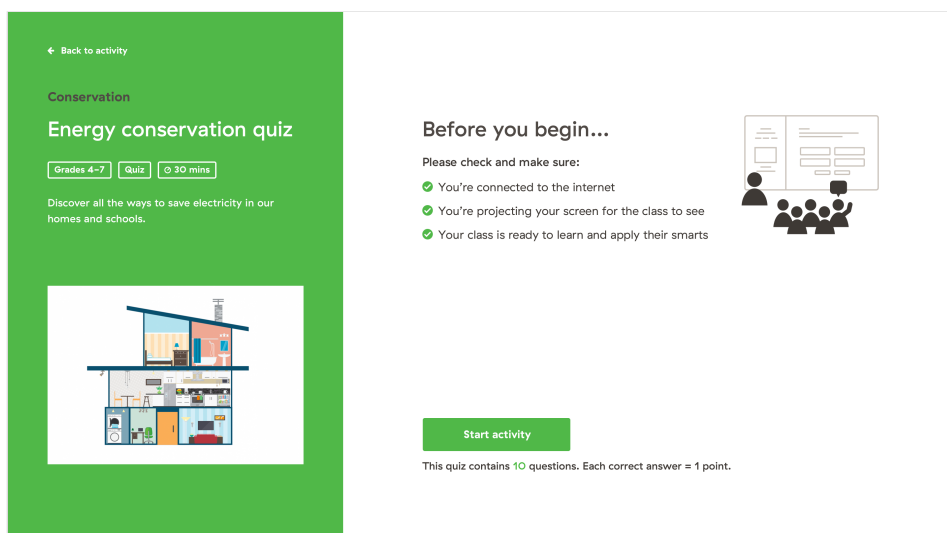 Back to activity
Conservation
Energy conservation quiz
Grades 4–7
Quiz
30 mins
Discover all the ways to save electricity in our
homes and schools.
Before you begin...
Please check and make sure:
You're connected to the internet
You're projecting your screen for the class to see
Your class is ready to learn and apply their smarts
Start activity
This quiz contains 10 questions. Each correct answer = 1 point.